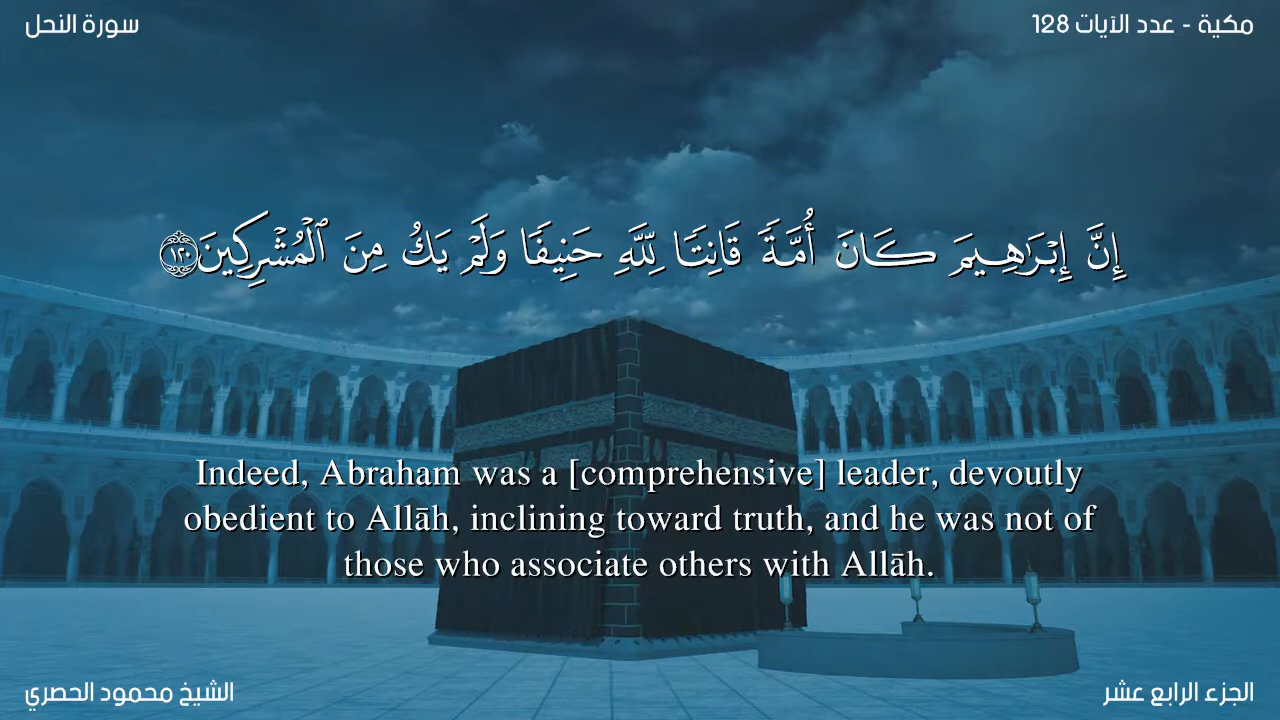 سورة النحل
مكية - عدد الآيات 128
إِنَّ إِبْرَٰهِيمَ كَانَ أُمَّةً قَانِتًا لِّلَّهِ حَنِيفًا وَلَمْ يَكُ مِنَ ٱلْمُشْرِكِينَ ١٢٠
Indeed, Abraham was a [comprehensive] leader, devoutly
obedient to Allāh, inclining toward truth, and he was not of
those who associate others with Allāh.
الشيخ محمود الحصري
الجزء الرابع عشر